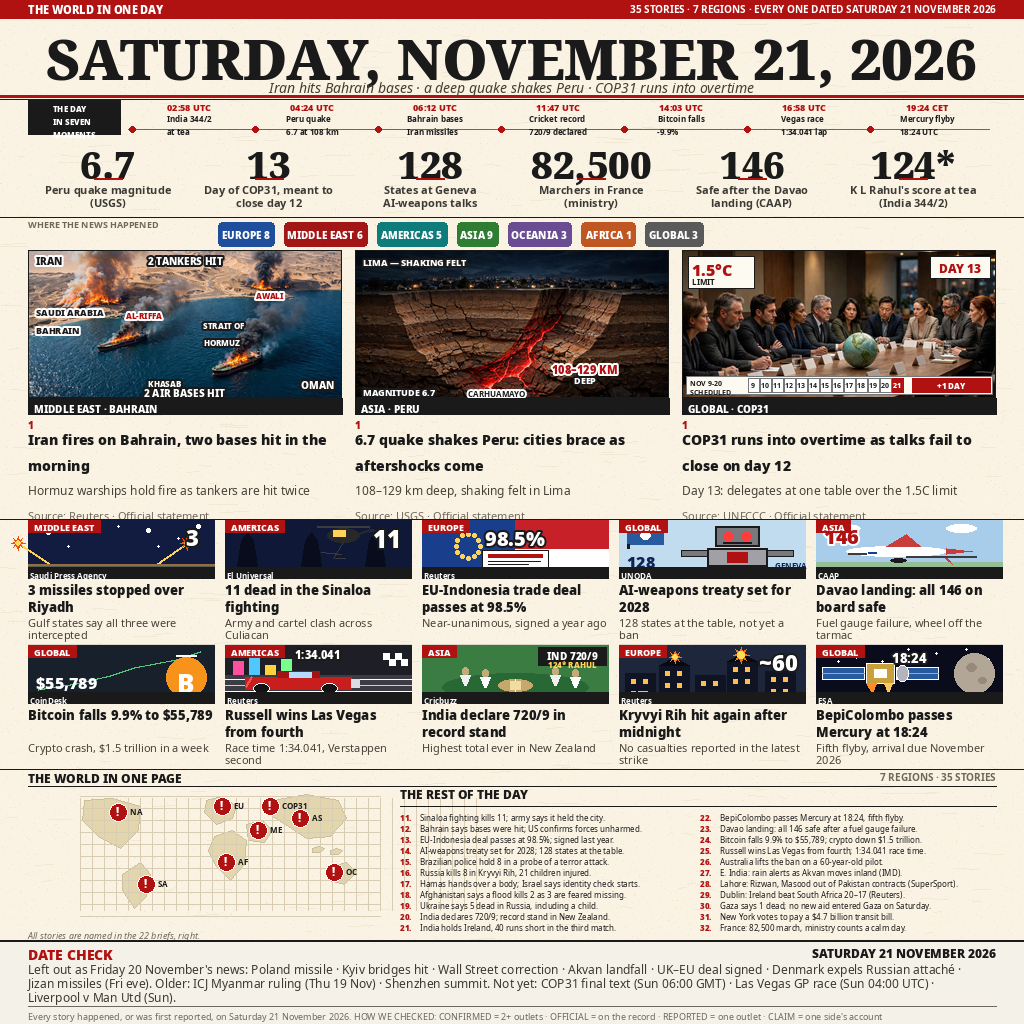 THE WORLD IN ONE DAY
35 STORIES · 7 REGIONS · EVERY ONE DATED SATURDAY 21 NOVEMBER 2026
SATURDAY, NOVEMBER 21, 2026
Iran hits Bahrain bases · a deep quake shakes Peru · COP31 runs into overtime
THE DAY
IN SEVEN
MOMENTS
02:58 UTC
India 344/2
at tea
04:24 UTC
Peru quake
6.7 at 108 km
06:12 UTC
Bahrain bases
Iran missiles
11:47 UTC
Cricket record
720/9 declared
14:03 UTC
Bitcoin falls
-9.9%
16:58 UTC
Vegas race
1:34.041 lap
19:24 CET
Mercury flyby
18:24 UTC
6.7
Peru quake magnitude
(USGS)
13
Day of COP31, meant to
close day 12
128
States at Geneva
AI-weapons talks
82,500
Marchers in France
(ministry)
146
Safe after the Davao
landing (CAAP)
124*
K L Rahul's score at tea
(India 344/2)
WHERE THE NEWS HAPPENED
EUROPE 8
MIDDLE EAST 6
AMERICAS 5
ASIA 9
OCEANIA 3
AFRICA 1
GLOBAL 3
IRAN
2 TANKERS HIT
AWALI
SAUDI ARABIA
AL-RIFFA
BAHRAIN
STRAIT OF
HORMUZ
KHASAB
2 AIR BASES HIT
OMAN
MIDDLE EAST · BAHRAIN
1
Iran fires on Bahrain, two bases hit in the
morning
Hormuz warships hold fire as tankers are hit twice
Source: Reuters · Official statement
LIMA — SHAKING FELT
108–129 KM
DEEP
MAGNITUDE 6.7
CARHUAMAYO
ASIA · PERU
1
6.7 quake shakes Peru: cities brace as
aftershocks come
108–129 km deep, shaking felt in Lima
Source: USGS · Official statement
1.5°C
LIMIT
DAY 13
NOV 9-20
SCHEDULED
9 10 11 12 13 14 15 16 17 18 19 20 21
+1 DAY
GLOBAL · COP31
1
COP31 runs into overtime as talks fail to
close on day 12
Day 13: delegates at one table over the 1.5C limit
Source: UNFCCC · Official statement
MIDDLE EAST
3
Saudi Press Agency
3 missiles stopped over
Riyadh
Gulf states say all three were
intercepted
AMERICAS
11
El Universal
11 dead in the Sinaloa
fighting
Army and cartel clash across
Culiacan
EUROPE
98.5%
Reuters
EU-Indonesia trade deal
passes at 98.5%
Near-unanimous, signed a year ago
GLOBAL
128
GENEVA
UNODA
AI-weapons treaty set for
2028
128 states at the table, not yet a
ban
ASIA
146
CAAP
Davao landing: all 146 on
board safe
Fuel gauge failure, wheel off the
tarmac
GLOBAL
$55,789
B
CoinDesk
Bitcoin falls 9.9% to $55,789
Crypto crash, $1.5 trillion in a week
AMERICAS
1:34.041
Reuters
Russell wins Las Vegas
from fourth
Race time 1:34.041, Verstappen
second
ASIA
IND 720/9
124* RAHUL
Cricbuzz
India declare 720/9 in
record stand
Highest total ever in New Zealand
EUROPE
~60
Reuters
Kryvyi Rih hit again after
midnight
No casualties reported in the latest
strike
GLOBAL
18:24
ESA
BepiColombo passes
Mercury at 18:24
Fifth flyby, arrival due November
2026
THE WORLD IN ONE PAGE
7 REGIONS · 35 STORIES
! NA
! EU
! COP31
! AS
! ME
! AF
! OC
! SA
All stories are named in the 22 briefs, right.
THE REST OF THE DAY
11. Sinaloa fighting kills 11; army says it held the city.
12. Bahrain says bases were hit; US confirms forces unharmed.
13. EU-Indonesia deal passes at 98.5%; signed last year.
14. AI-weapons treaty set for 2028; 128 states at the table.
15. Brazilian police hold 8 in a probe of a terror attack.
16. Russia kills 8 in Kryvyi Rih, 21 children injured.
17. Hamas hands over a body; Israel says identity check starts.
18. Afghanistan says a flood kills 2 as 3 are feared missing.
19. Ukraine says 5 dead in Russia, including a child.
20. India declares 720/9; record stand in New Zealand.
21. India holds Ireland, 40 runs short in the third match.
22. BepiColombo passes Mercury at 18:24, fifth flyby.
23. Davao landing: all 146 safe after a fuel gauge failure.
24. Bitcoin falls 9.9% to $55,789; crypto down $1.5 trillion.
25. Russell wins Las Vegas from fourth; 1:34.041 race time.
26. Australia lifts the ban on a 60-year-old pilot.
27. E. India: rain alerts as Akvan moves inland (IMD).
28. Lahore: Rizwan, Masood out of Pakistan contracts (SuperSport).
29. Dublin: Ireland beat South Africa 20–17 (Reuters).
30. Gaza says 1 dead; no new aid entered Gaza on Saturday.
31. New York votes to pay a $4.7 billion transit bill.
32. France: 82,500 march, ministry counts a calm day.
DATE CHECK
SATURDAY 21 NOVEMBER 2026
Left out as Friday 20 November's news: Poland missile · Kyiv bridges hit · Wall Street correction · Akvan landfall · UK–EU deal signed · Denmark expels Russian attaché ·
Jizan missiles (Fri eve). Older: ICJ Myanmar ruling (Thu 19 Nov) · Shenzhen summit. Not yet: COP31 final text (Sun 06:00 GMT) · Las Vegas GP race (Sun 04:00 UTC) ·
Liverpool v Man Utd (Sun).
Every story happened, or was first reported, on Saturday 21 November 2026. HOW WE CHECKED: CONFIRMED = 2+ outlets · OFFICIAL = on the record · REPORTED = one outlet · CLAIM = one side's account